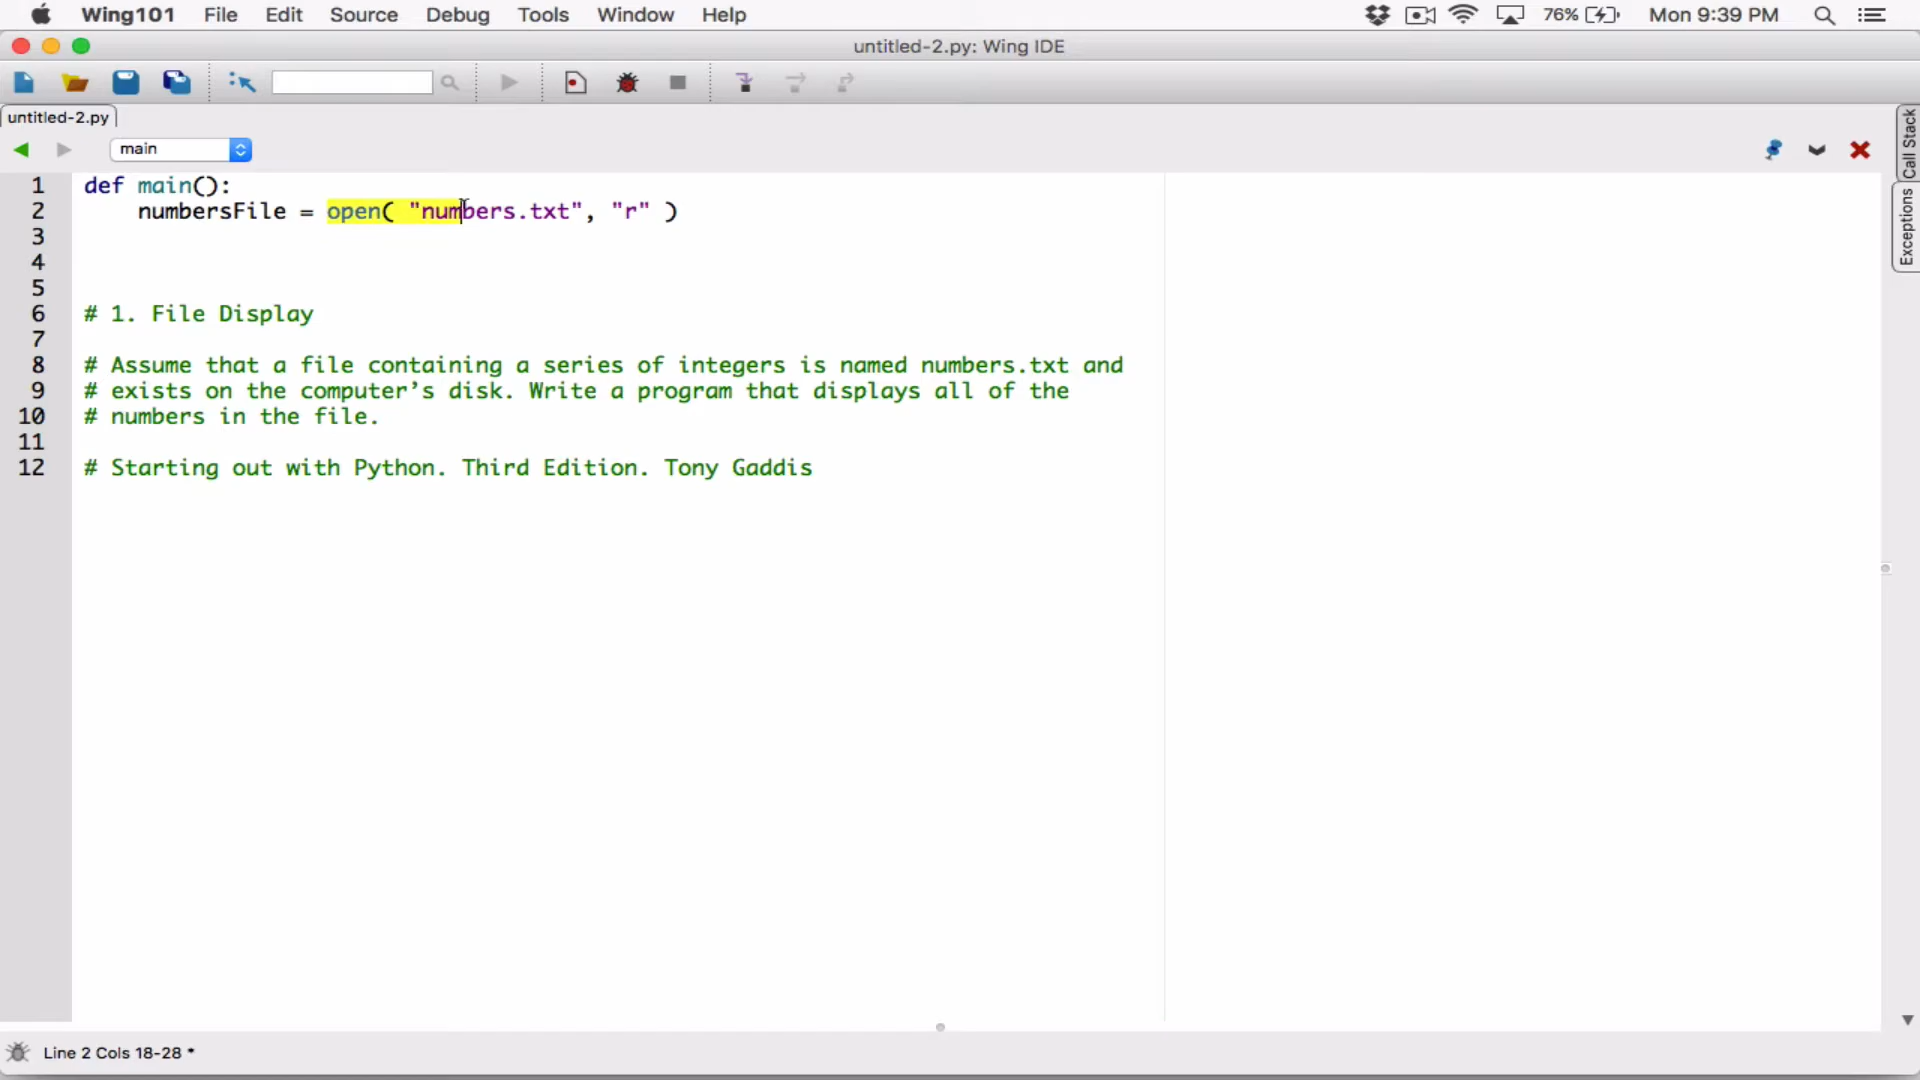 Wing101 File Edit Source Debug Tools Window Help 76% Mon 9:39 PM
untitled-2.py: Wing IDE
untitled-2.py
main
Call Stack
Exceptions
1 def main():
2 numbersFile = open( "numbers.txt", "r" )
3
4
5
6 # 1. File Display
7
8 # Assume that a file containing a series of integers is named numbers.txt and
9 # exists on the computer’s disk. Write a program that displays all of the
10 # numbers in the file.
11
12 # Starting out with Python. Third Edition. Tony Gaddis
Line 2 Cols 18-28 *